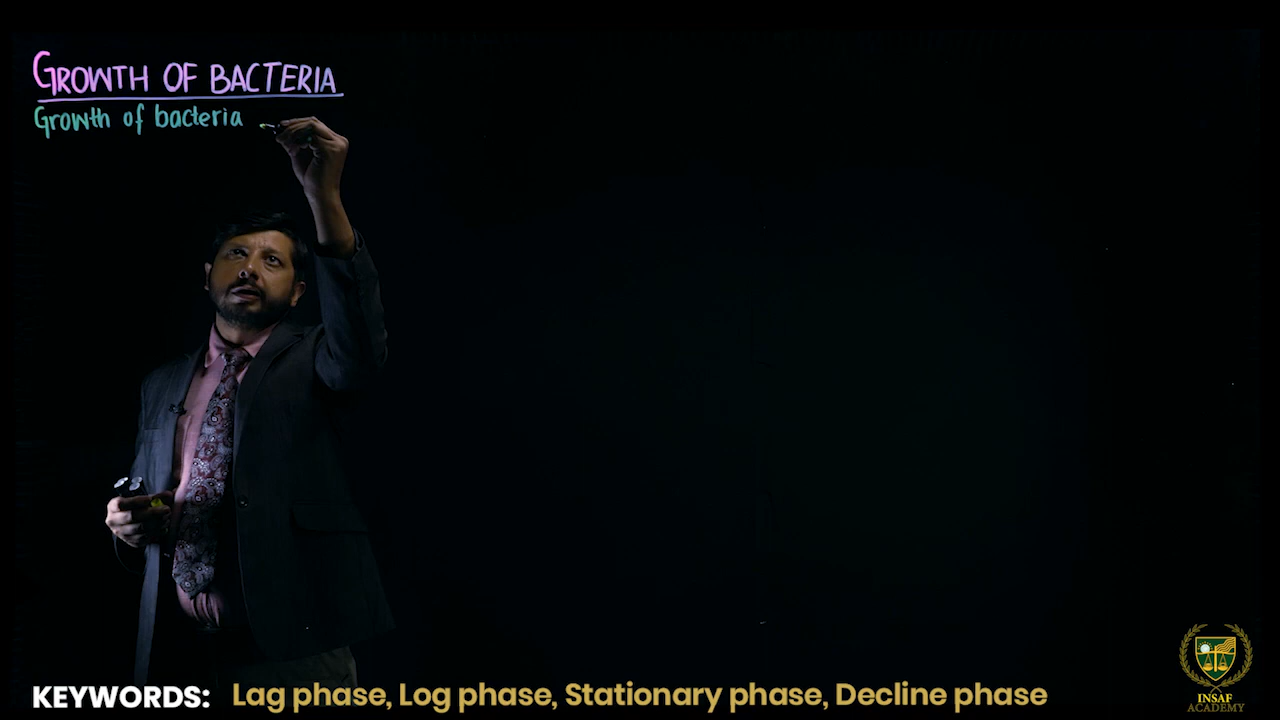 GROWTH OF BACTERIA
Growth of bacteria
KEYWORDS: Lag phase, Log phase, Stationary phase, Decline phase
INSAF
ACADEMY